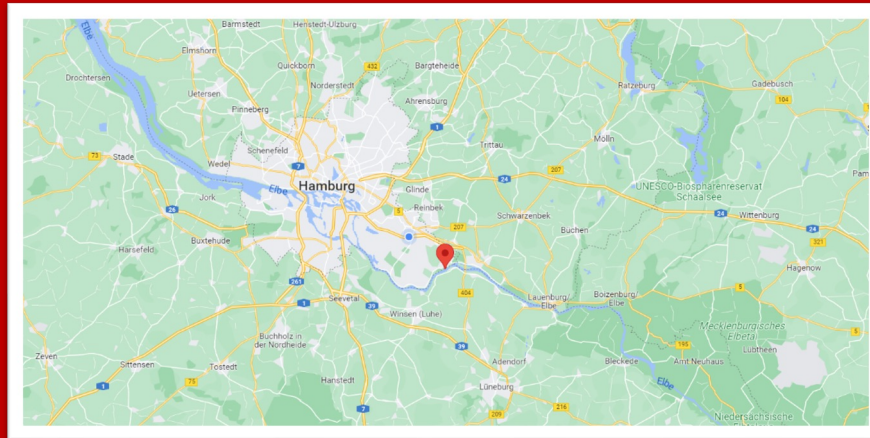 Elbe
Barmstedt
Henstedt-Ulzburg
Elmshorn
Quickborn
432
Bargteheide
Drochtersen
Uetersen
Norderstedt
Ratzeburg
Gadebusch
104
Pinneberg
Ahrensburg
1
73
Stade
Schenefeld
7
Trittau
Mölln
Wedel
207
24
Elbe
Hamburg
Glinde
UNESCO-Biosphärenreservat
Schaalsee
Jork
Reinbek
5
26
207
Schwarzenbek
24
Wittenburg
24
Buxtehude
Büchen
321
Harsefeld
Hagenow
261
404
5
1
Seevetal
39
Lauenburg/
Elbe
Boizenburg/
Elbe
Winsen (Luhe)
Mecklenburgisches
Elbetal
5
Buchholz in
der Nordheide
195
39
Lübtheen
Zeven
Sittensen
Tostedt
Adendorf
Bleckede
Amt Neuhaus
75
Hanstedt
Elbe
1
Lüneburg
7
209
216
Niedersächsische